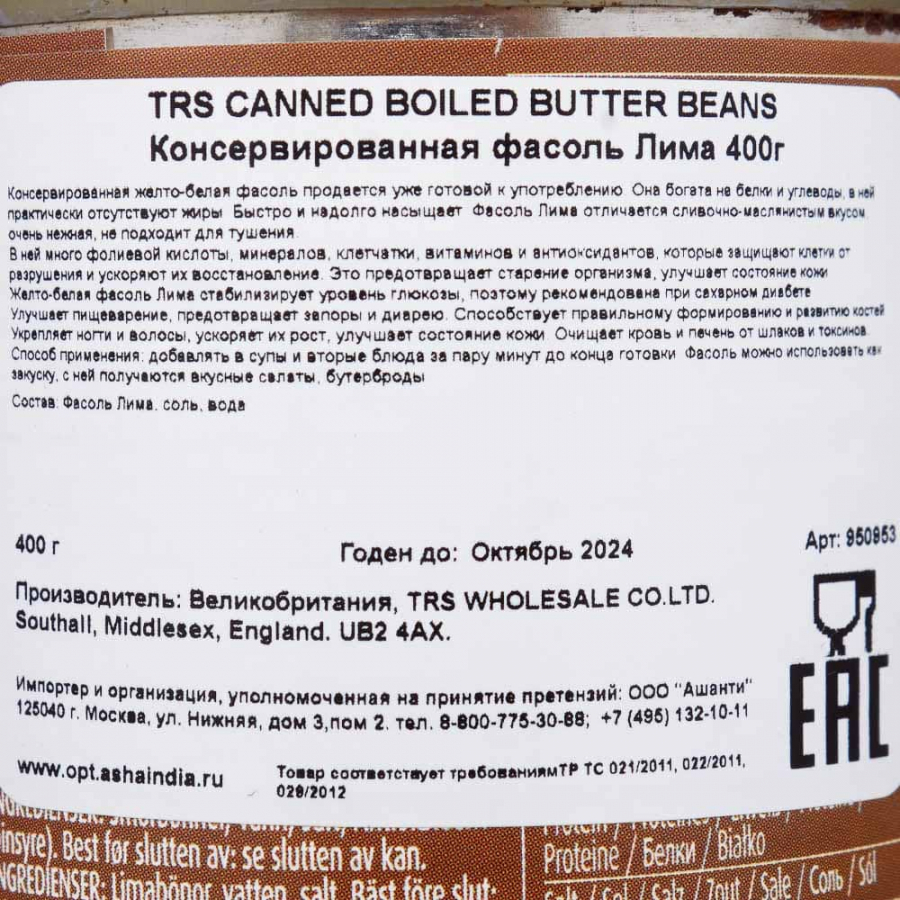 TRS CANNED BOILED BUTTER BEANS
Консервированная фасоль Лима 400г
Консервированная желто-белая фасоль продается уже готовой к употреблению. Она богата на белки и углеводы, в ней
практически отсутствуют жиры. Быстро и надолго насыщает. Фасоль Лима отличается сливочно-маслянистым вкусом,
очень нежная, не подходит для тушения.
В ней много фолиевой кислоты, минералов, клетчатки, витаминов и антиоксидантов, которые защищают клетки от
разрушения и ускоряют их восстановление. Это предотвращает старение организма, улучшает состояние кожи
Желто-белая фасоль Лима стабилизирует уровень глюкозы, поэтому рекомендована при сахарном диабете
Улучшает пищеварение, предотвращает запоры и диарею. Способствует правильному формированию и развитию костей
Укрепляет ногти и волосы, ускоряет их рост, улучшает состояние кожи. Очищает кровь и печень от шлаков и токсинов.
Способ применения: добавлять в супы и вторые блюда за пару минут до конца готовки. Фасоль можно использовать как
закуску, с ней получаются вкусные салаты, бутерброды
Состав: Фасоль Лима, соль, вода
400 г
Годен до: Октябрь 2024
Арт: 950953
Производитель: Великобритания, TRS WHOLESALE CO.LTD.
Southall, Middlesex, England. UB2 4AX.
Импортер и организация, уполномоченная на принятие претензий: ООО "Ашанти"
125040 г. Москва, ул. Нижняя, дом 3,пом 2. тел. 8-800-775-30-88; +7 (495) 132-10-11
EAC
www.opt.ashaindia.ru
Товар соответствует требованиямТР ТС 021/2011, 022/2011,
029/2012
insyre). Best før slutten av: se slutten av kan.
NGREDIENSER: Limabönor, vatten, salt. Bäst före slut:
Proteine / Белки / Białko
Salt / Sol / Salz / Zout / Sale / Соль / Sól